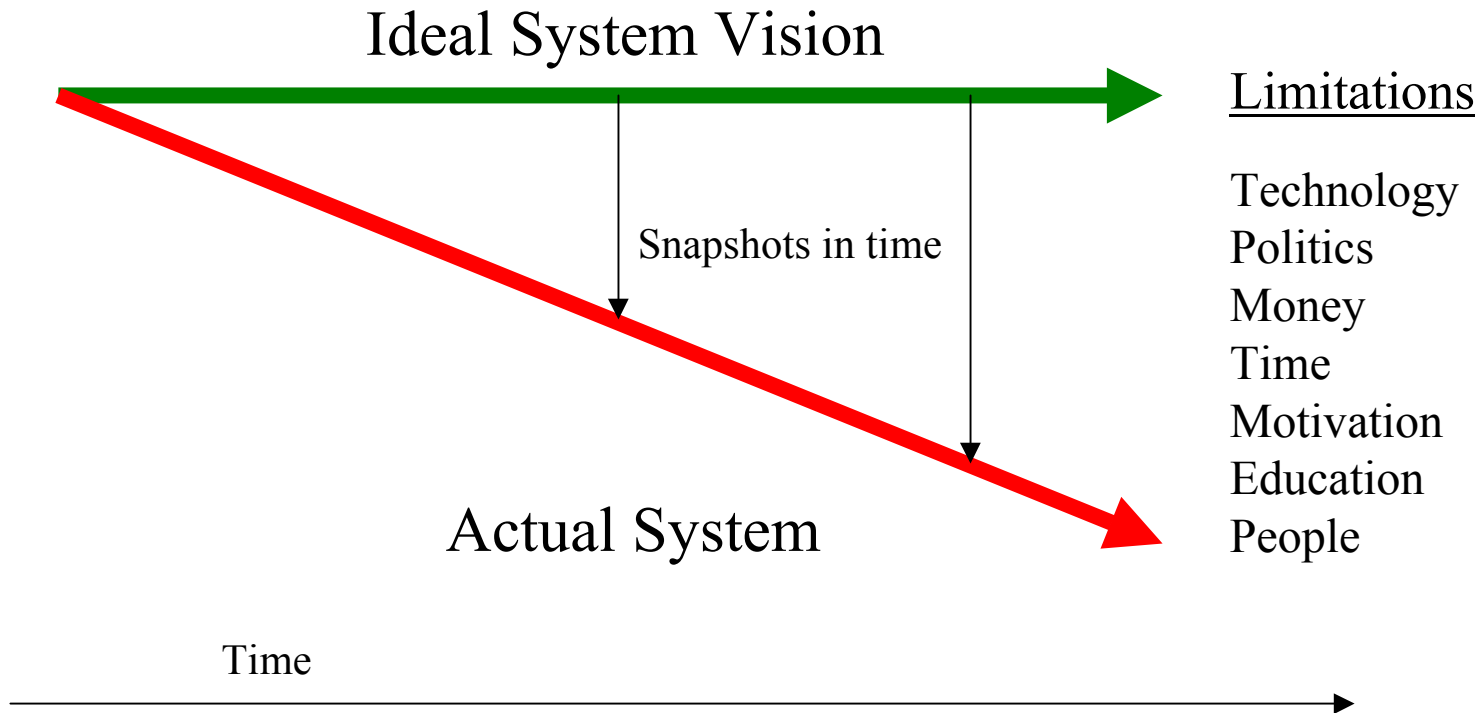 Ideal System Vision
Limitations
Technology
Politics
Snapshots in time
Money
Time
Motivation
Education
Actual System
People
Time